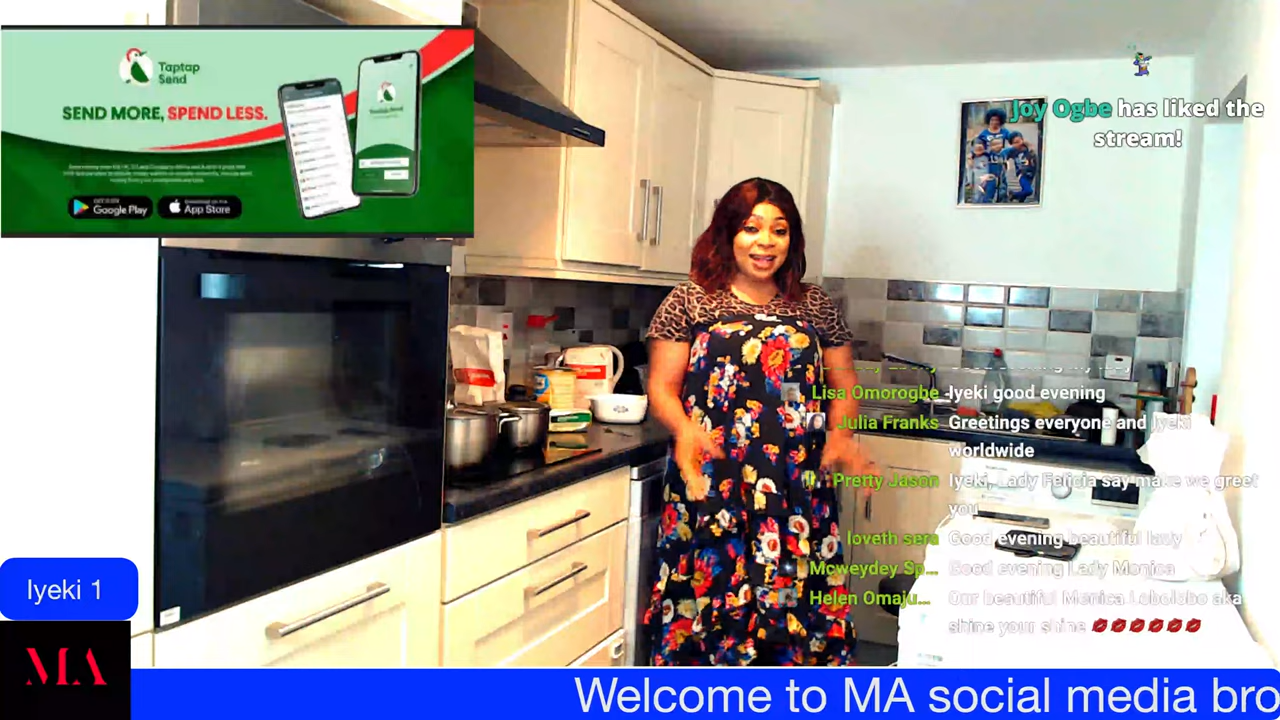 Taptap
Send
SEND MORE, SPEND LESS.
Google Play
App Store
Joy Ogbe has liked the
stream!
Lisa Omorogbe Iyeki good evening
Julia Franks Greetings everyone and Iyeki
worldwide
Prerty Jason Iyeki, Lady Felicia say make we greet
you
loveth sera Good evening beautiful lady
Mcweydey Sp... Good evening Lady Monica
Helen Omaju... Our beautiful Monica
shine your shine 💋💋💋💋💋💋
Iyeki 1
MA
Welcome to MA social media bro